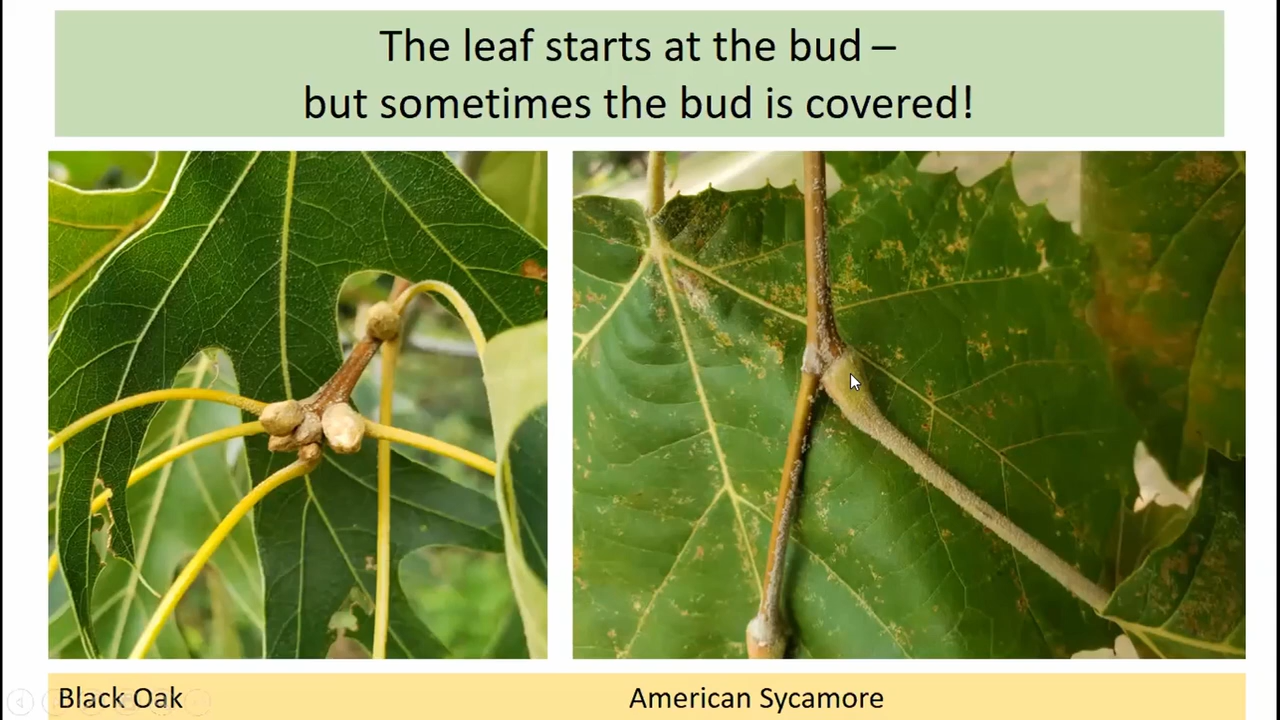 The leaf starts at the bud –
but sometimes the bud is covered!
Black Oak
American Sycamore